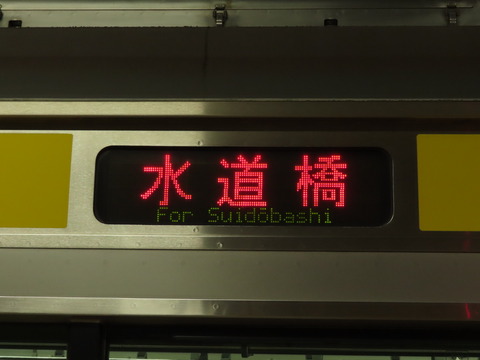 水道橋
For Suidōbashi